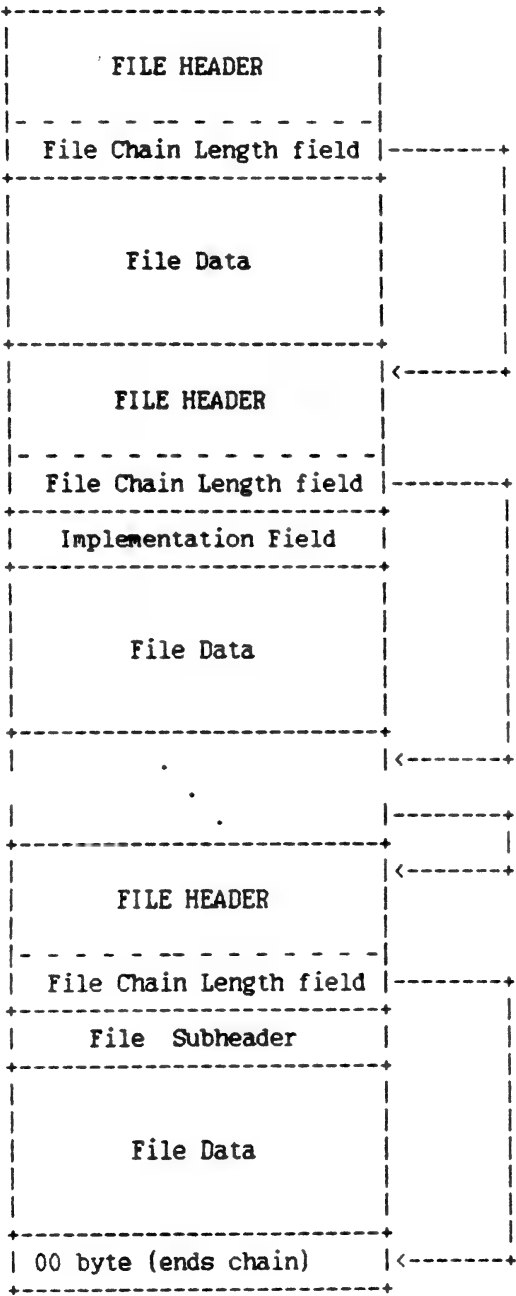 FILE HEADER
File Chain Length field
File Data
FILE HEADER
File Chain Length field
Implementation Field
File Data
.
.
.
FILE HEADER
File Chain Length field
File Subheader
File Data
00 byte (ends chain)